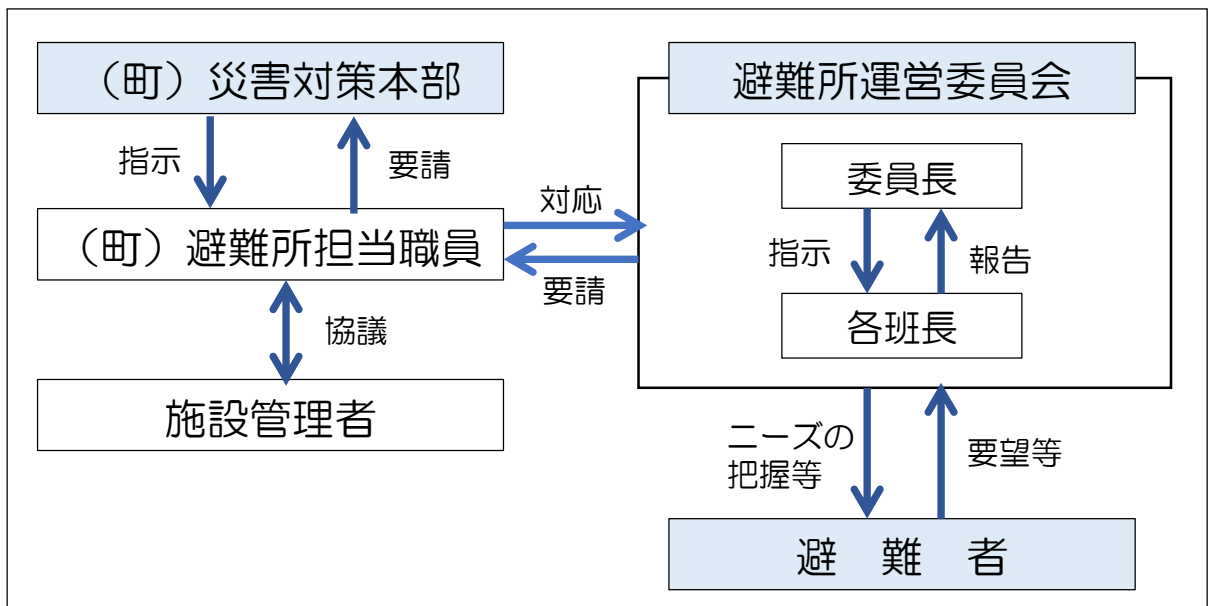 （町）災害対策本部
指示
要請
（町）避難所担当職員
協議
施設管理者
対応
要請
避難所運営委員会
委員長
指示
報告
各班長
ニーズの
把握等
要望等
避　難　者